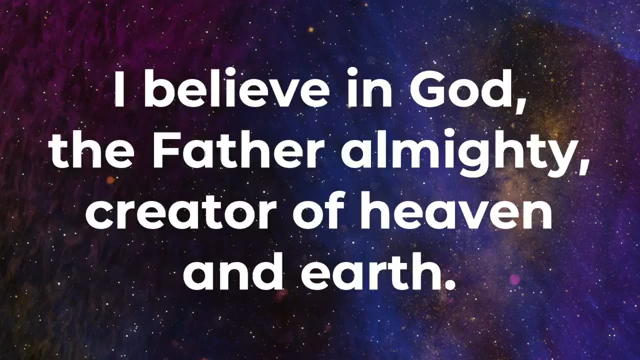 I believe in God,
the Father almighty,
creator of heaven
and earth.